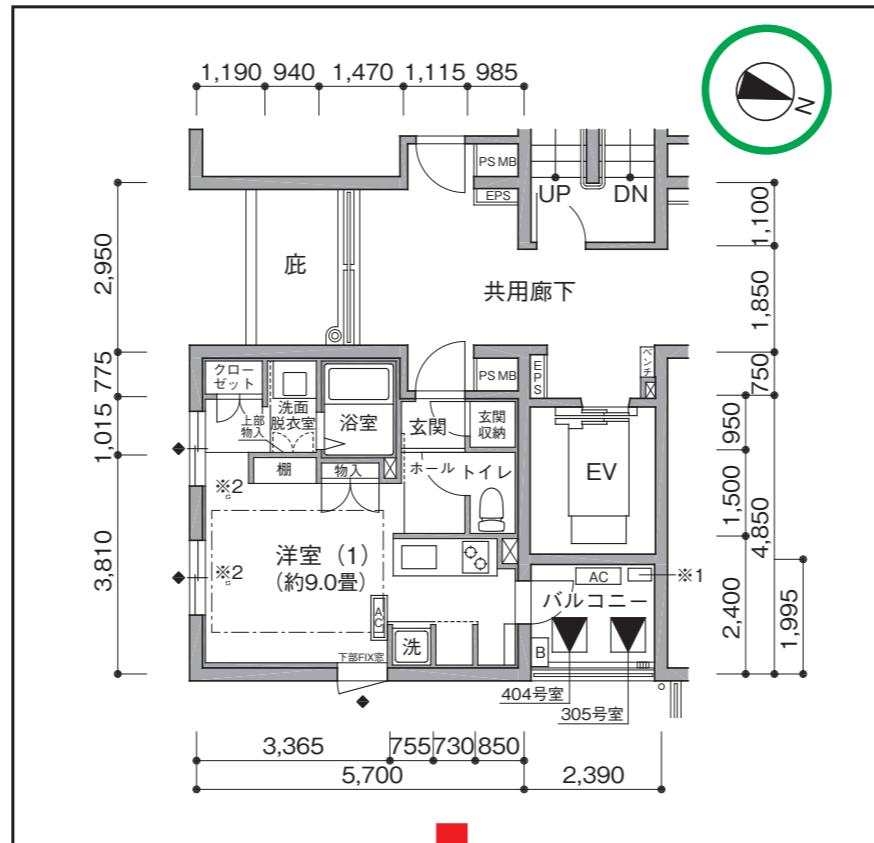 1,190 940 1,470 1,115 985
N
PS MB
EPS
UP DN
庇
共用廊下
2,950
775
1,015
3,810
1,100
1,850
750
4,850
950
1,500
2,400
1,995
クロー
ゼット
洗面
脱衣室
上部
物入
浴室
PS MB
玄関
玄関
収納
EPS
ベンチ
棚
物入
ホール
トイレ
EV
※2
※2
洋室（1）
（約9.0畳）
AC
AC
※1
バルコニー
洗
B
下部FIX窓
404号室
305号室
3,365 755 730 850
5,700 2,390